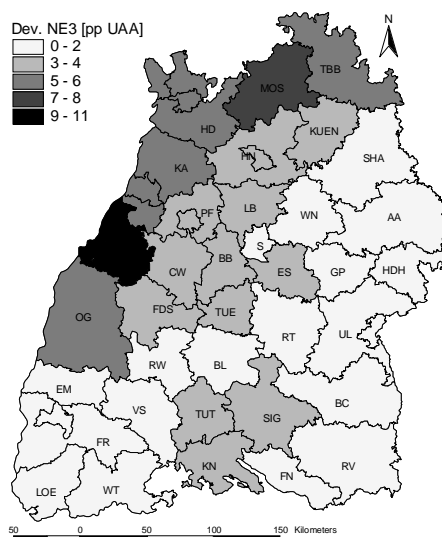 Dev. NE3 [pp UAA]
0 - 2
3 - 4
5 - 6
7 - 8
9 - 11
N
TBB
MOS
HD
KUEN
HN
SHA
KA
PF
LB
WN
AA
S
CW
BB
ES
GP
HDH
OG
FDS
TUE
RT
UL
RW
BL
EM
BC
VS
TUT
SIG
FR
KN
FN
RV
LOE
WT
50 0 50 100 150 Kilometers